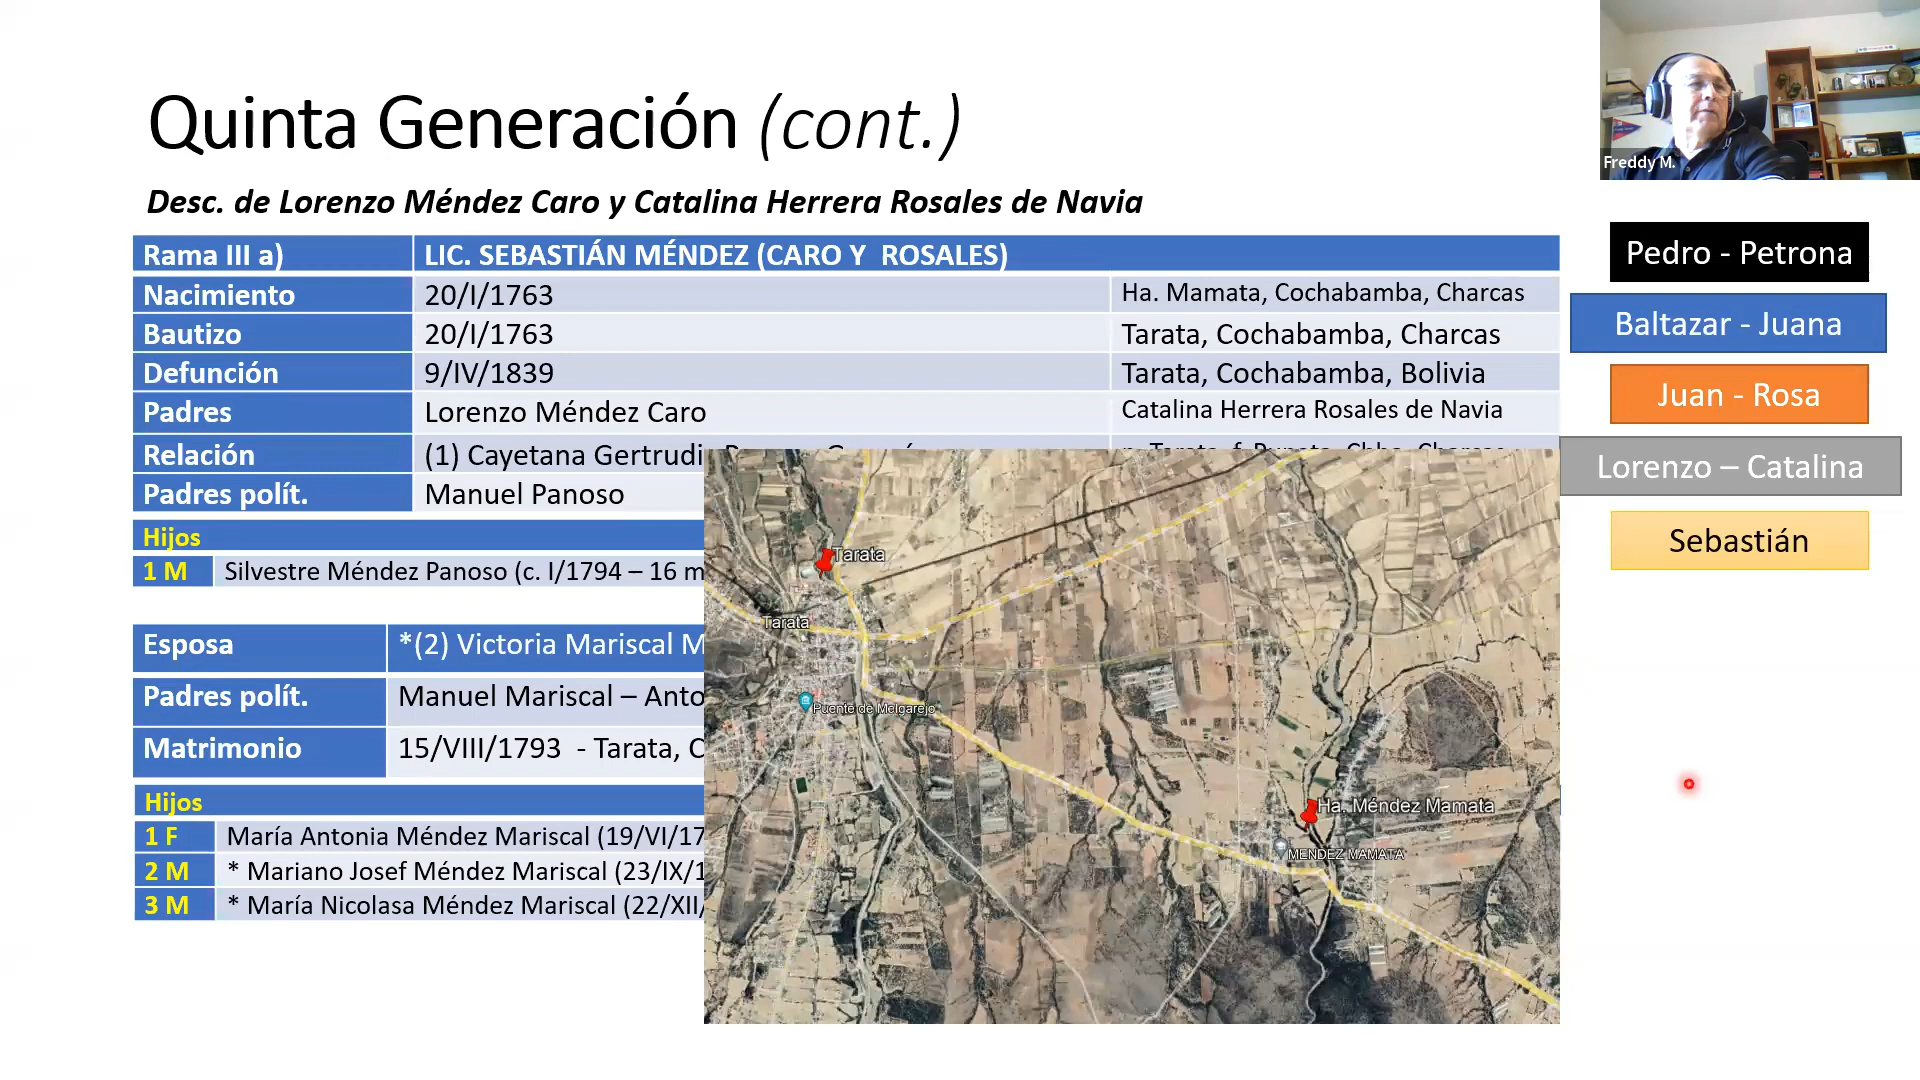 Quinta Generación (cont.)
Freddy M.
Desc. de Lorenzo Méndez Caro y Catalina Herrera Rosales de Navia
Rama III a) LIC. SEBASTIÁN MÉNDEZ (CARO Y ROSALES)
Nacimiento 20/I/1763 Ha. Mamata, Cochabamba, Charcas
Bautizo 20/I/1763 Tarata, Cochabamba, Charcas
Defunción 9/IV/1839 Tarata, Cochabamba, Bolivia
Padres Lorenzo Méndez Caro Catalina Herrera Rosales de Navia
Relación (1) Cayetana
Padres polít. Manuel Panoso
Hijos
1 M Silvestre Méndez Panoso (c. I/1794 – 16 m
Esposa *(2) Victoria Mariscal M
Padres polít. Manuel Mariscal – Anto
Matrimonio 15/VIII/1793 - Tarata, C
Hijos
1 F María Antonia Méndez Mariscal (19/VI/17
2 M * Mariano Josef Méndez Mariscal (23/IX/1
3 M * María Nicolasa Méndez Mariscal (22/XII/
Tarata
Tarata
Puente de Melgarejo
Ha. Méndez Mamata
MENDEZ MAMATA
Pedro - Petrona
Baltazar - Juana
Juan - Rosa
Lorenzo – Catalina
Sebastián